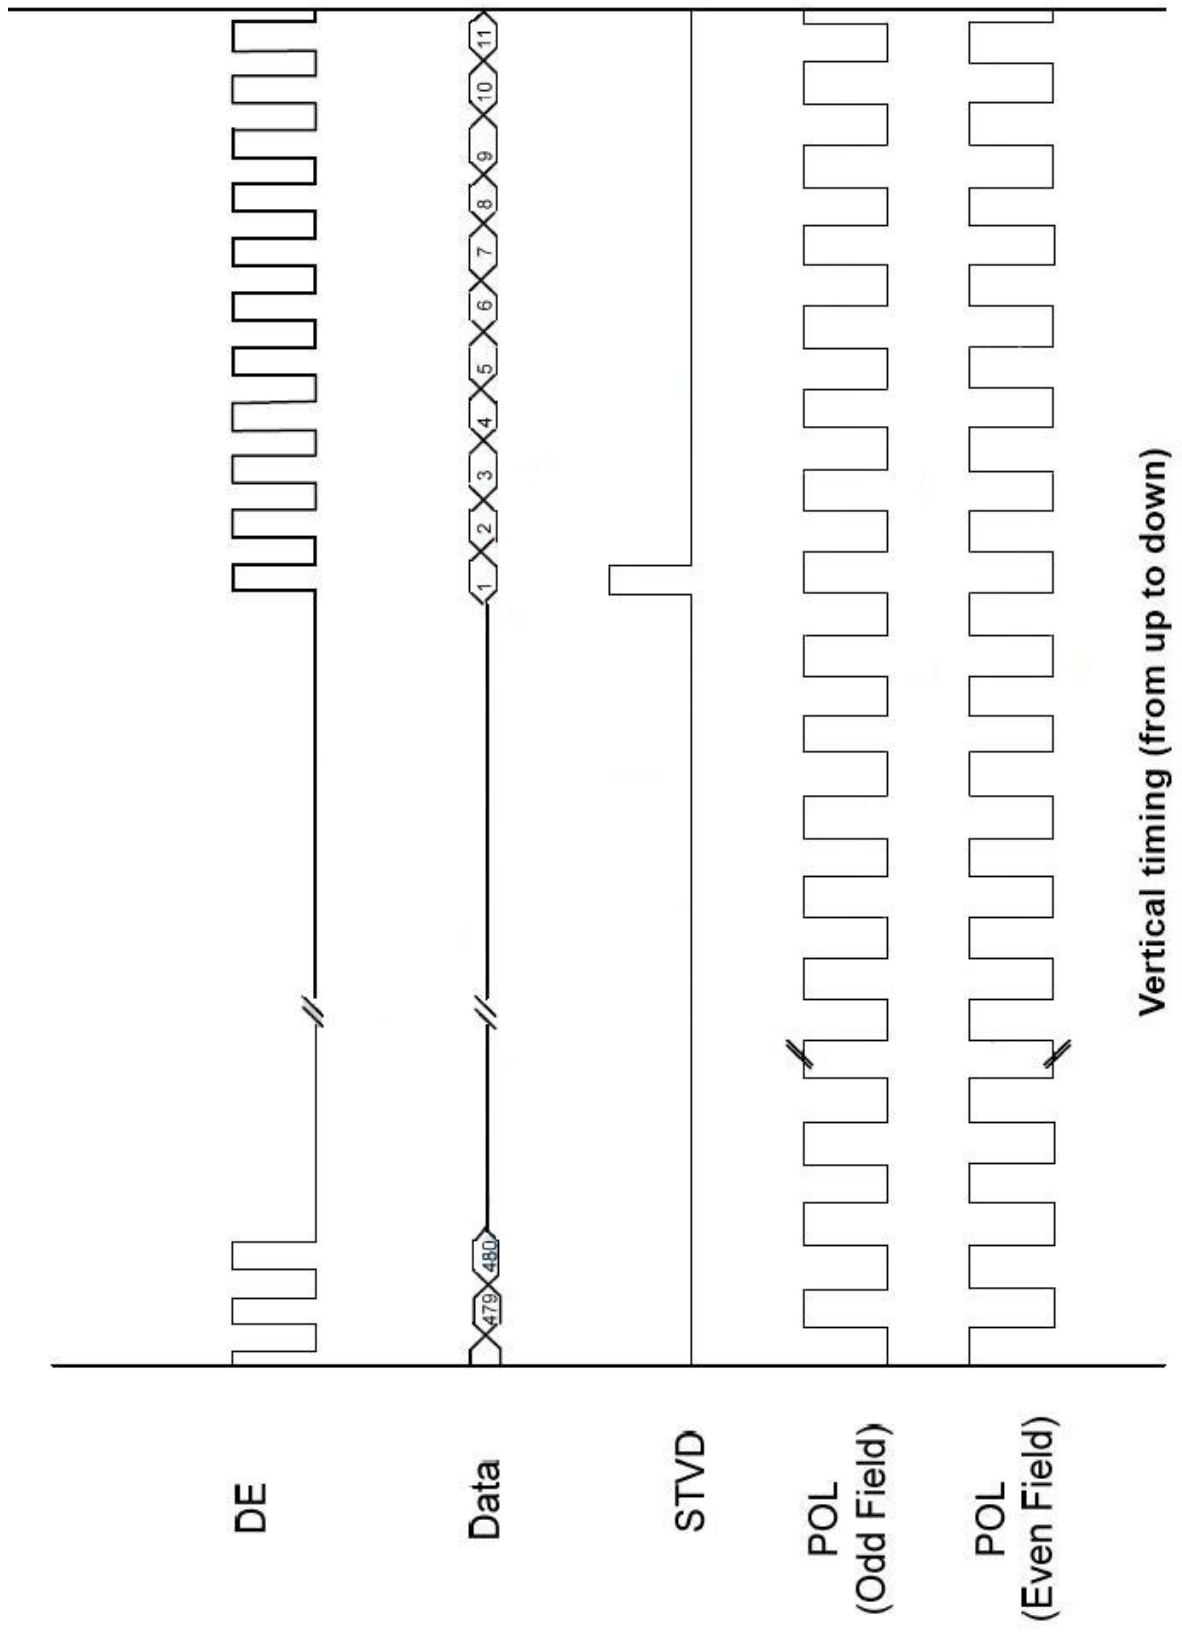 DE
Data
479 480 1 2 3 4 5 6 7 8 9 10 11
STVD
POL
(Odd Field)
POL
(Even Field)
Vertical timing (from up to down)